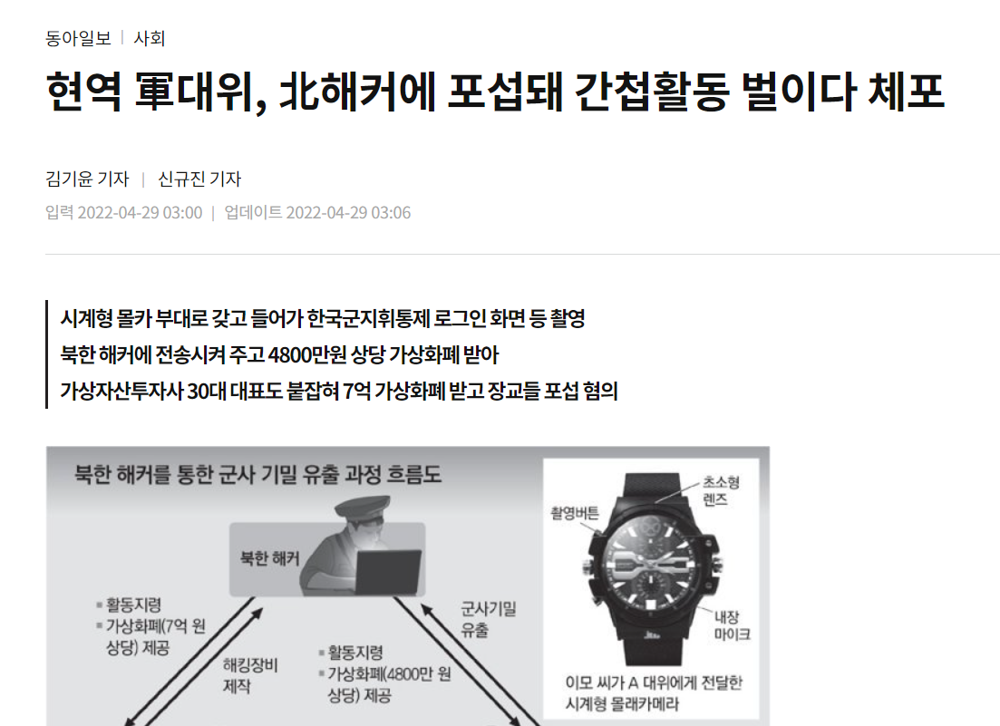 동아일보 | 사회
현역 軍대위, 北해커에 포섭돼 간첩활동 벌이다 체포
김기윤 기자 | 신규진 기자
입력 2022-04-29 03:00 | 업데이트 2022-04-29 03:06
시계형 몰카 부대로 갖고 들어가 한국군지휘통제 로그인 화면 등 촬영
북한 해커에 전송시켜 주고 4800만원 상당 가상화폐 받아
가상자산투자사 30대 대표도 붙잡혀 7억 가상화폐 받고 장교들 포섭 혐의
북한 해커를 통한 군사 기밀 유출 과정 흐름도
북한 해커
■ 활동지령
■ 가상화폐(7억 원
상당) 제공
해킹장비
제작
■ 활동지령
■ 가상화폐(4800만 원
상당) 제공
군사기밀
유출
초소형
렌즈
촬영버튼
내장
마이크
이모 씨가 A 대위에게 전달한
시계형 몰래카메라